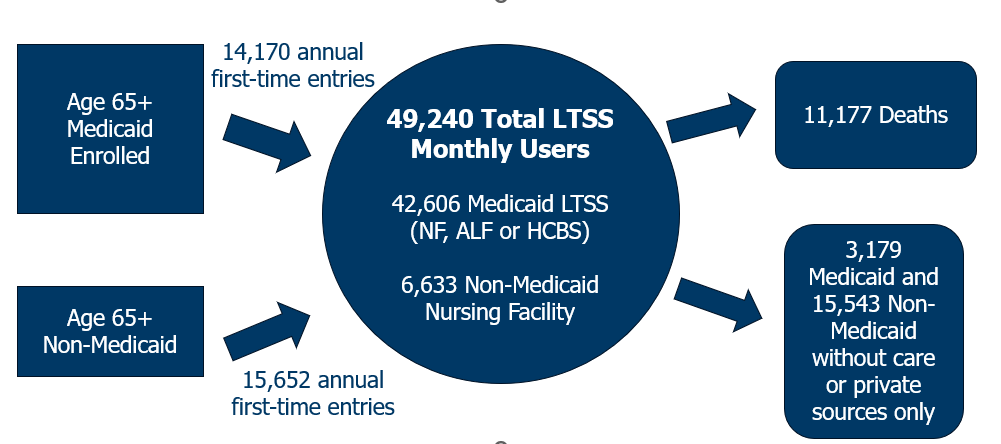 14,170 annual
first-time entries
Age 65+
Medicaid
Enrolled
49,240 Total LTSS
Monthly Users
42,606 Medicaid LTSS
(NF, ALF or HCBS)
6,633 Non-Medicaid
Nursing Facility
11,177 Deaths
Age 65+
Non-Medicaid
15,652 annual
first-time entries
3,179
Medicaid and
15,543 Non-
Medicaid
without care
or private
sources only